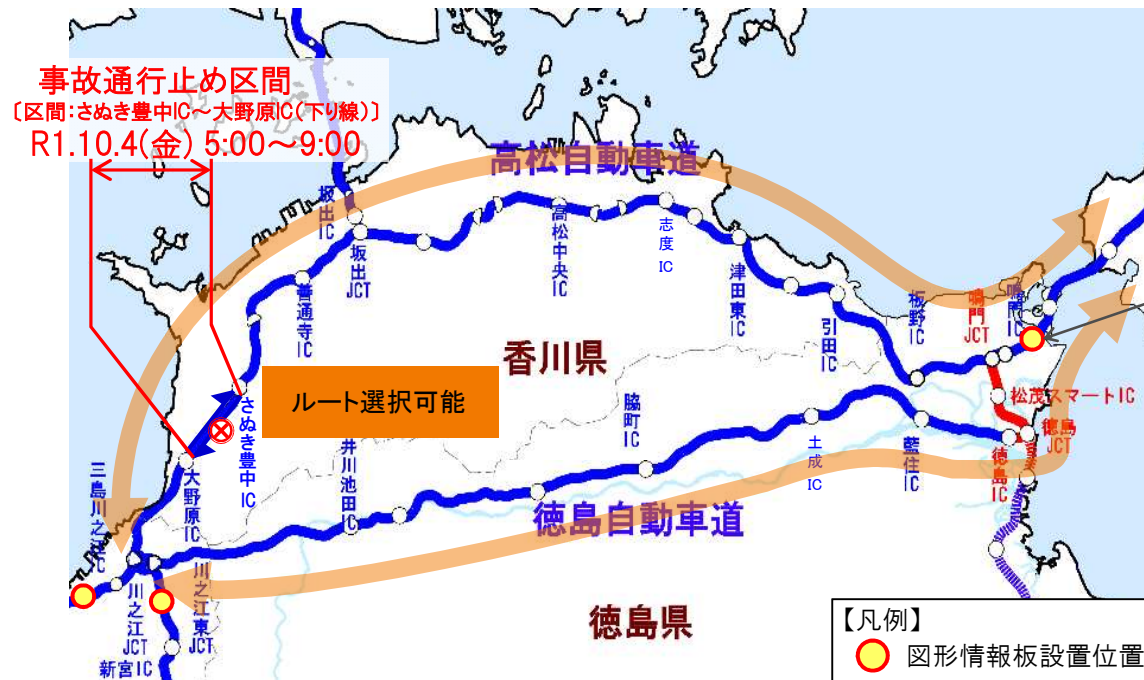 事故通行止め区間
〔区間:さぬき豊中IC～大野原IC(下り線)〕
R1.10.4(金) 5:00～9:00
高松自動車道
坂出IC
坂出JCT
善通寺IC
高松中央IC
志度IC
津田東IC
引田IC
板野IC
鳴門JCT
鳴門IC
香川県
ルート選択可能
さぬき豊中IC
大野原IC
三島川之江IC
川之江JCT
川之江東JCT
新宮IC
井川池田IC
脇町IC
土成IC
藍住IC
徳島IC
徳島JCT
松茂スマートIC
徳島自動車道
徳島県
【凡例】
図形情報板設置位置